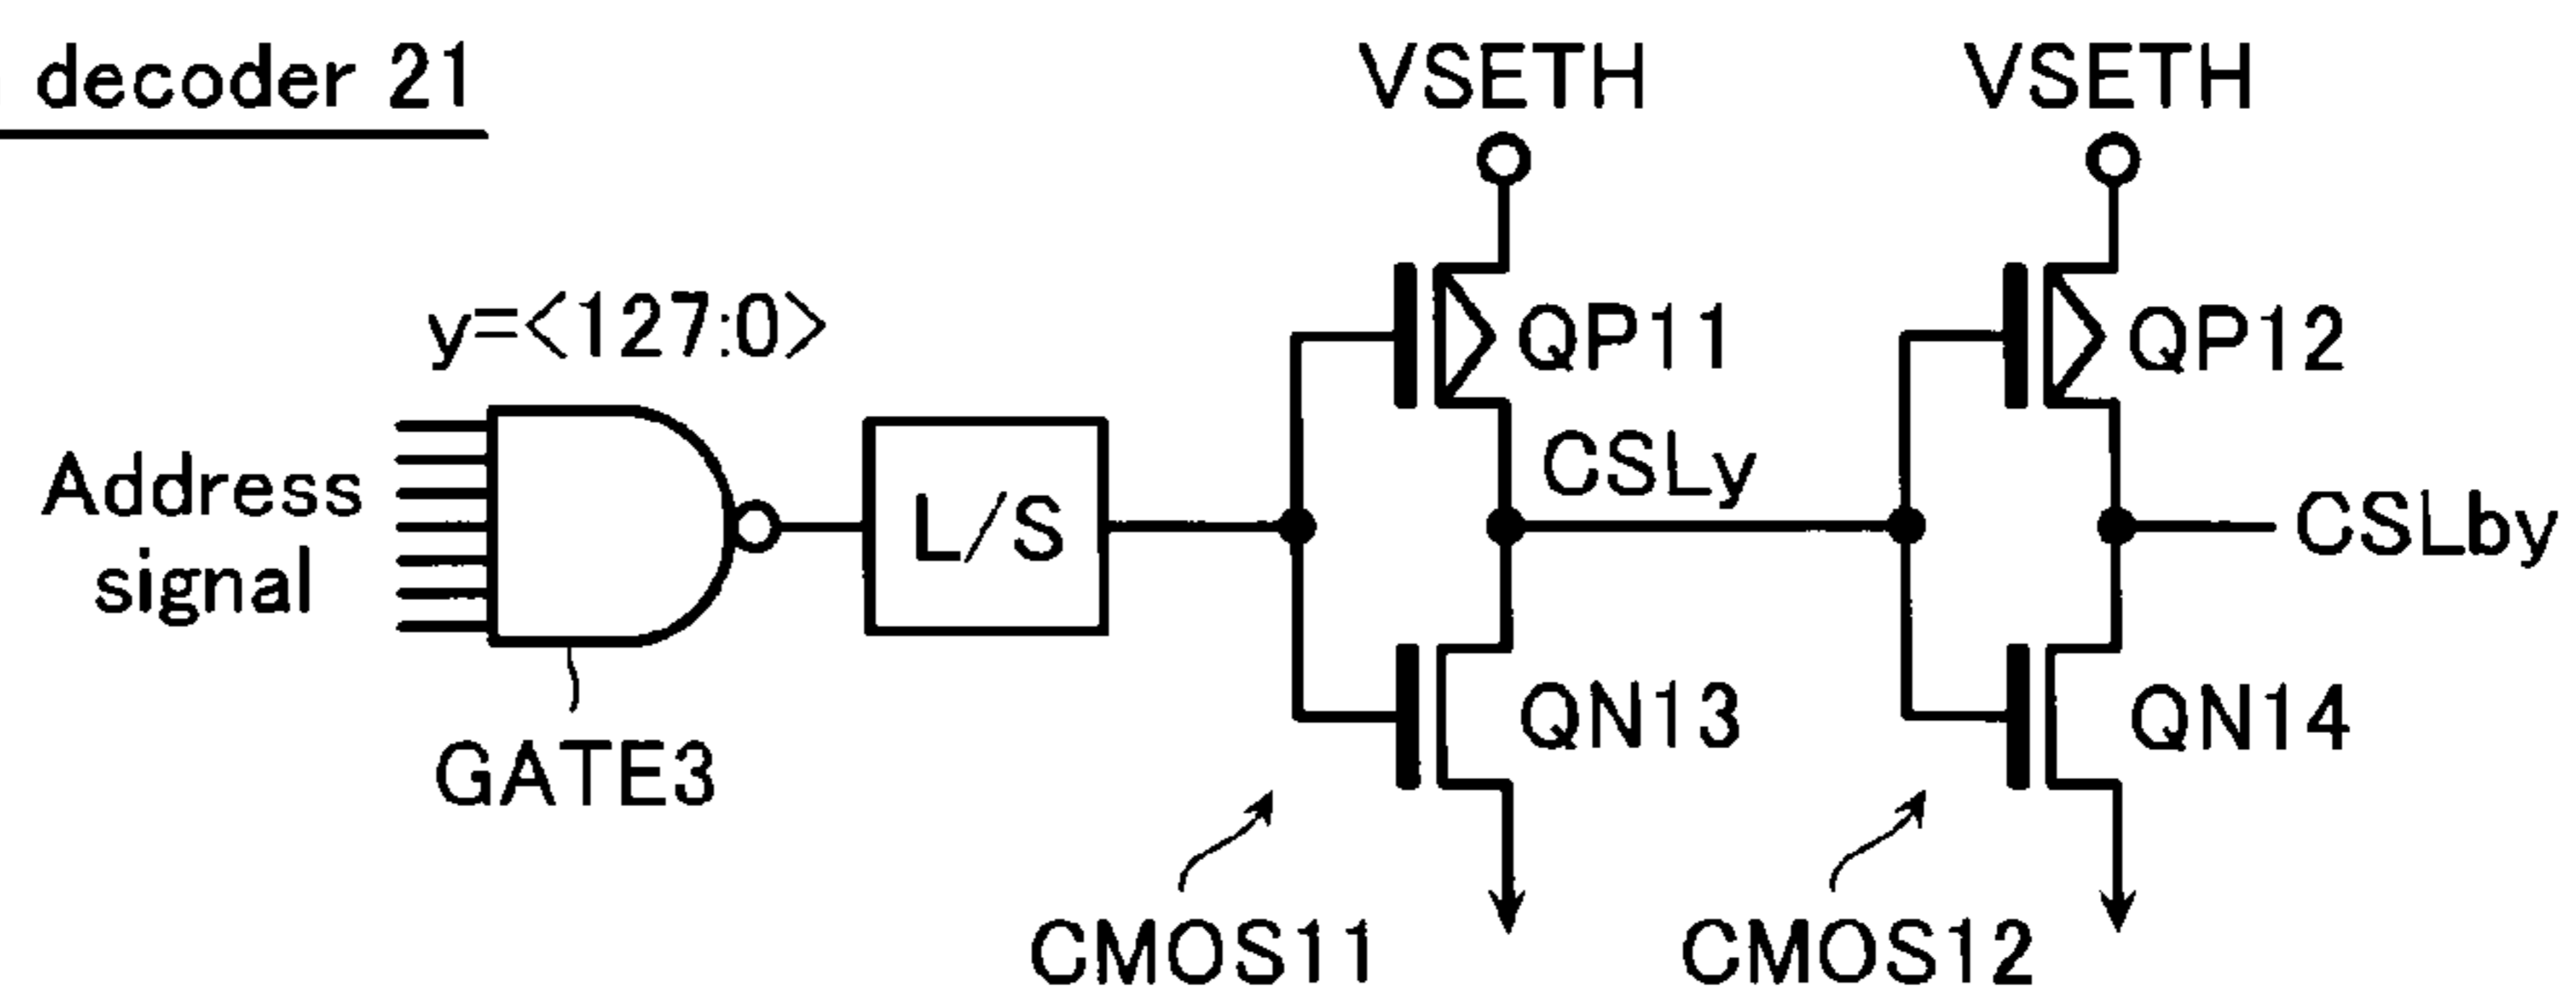 decoder 21
VSETH
VSETH
y=<127:0>
QP11
QP12
Address
signal
L/S
CSLy
CSLby
QN13
QN14
GATE3
CMOS11
CMOS12